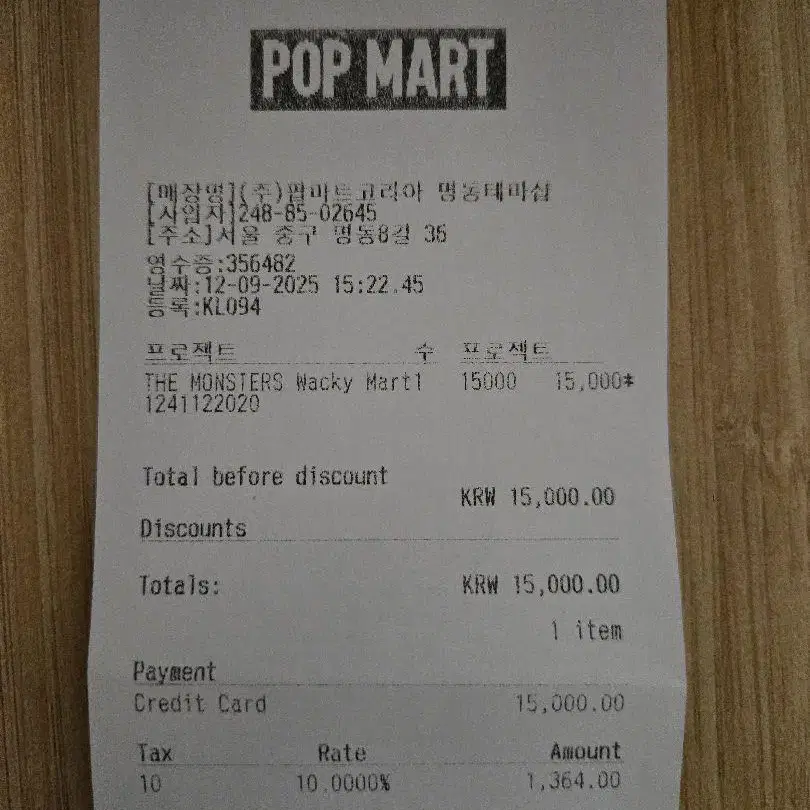 POP MART
[매장명](주)팝마트코리아 명동테마샵
[사업자]248-85-02645
[주소]서울 중구 명동8길 36
영수증:356482
날짜:12-09-2025 15:22.45
등록:KL094
프로젝트 수 프로젝트
THE MONSTERS Wacky Mart1 15000 15,000*
1241122020
Total before discount
KRW 15,000.00
Discounts
Totals: KRW 15,000.00
1 item
Payment
Credit Card 15,000.00
Tax Rate Amount
10 10.0000% 1,364.00